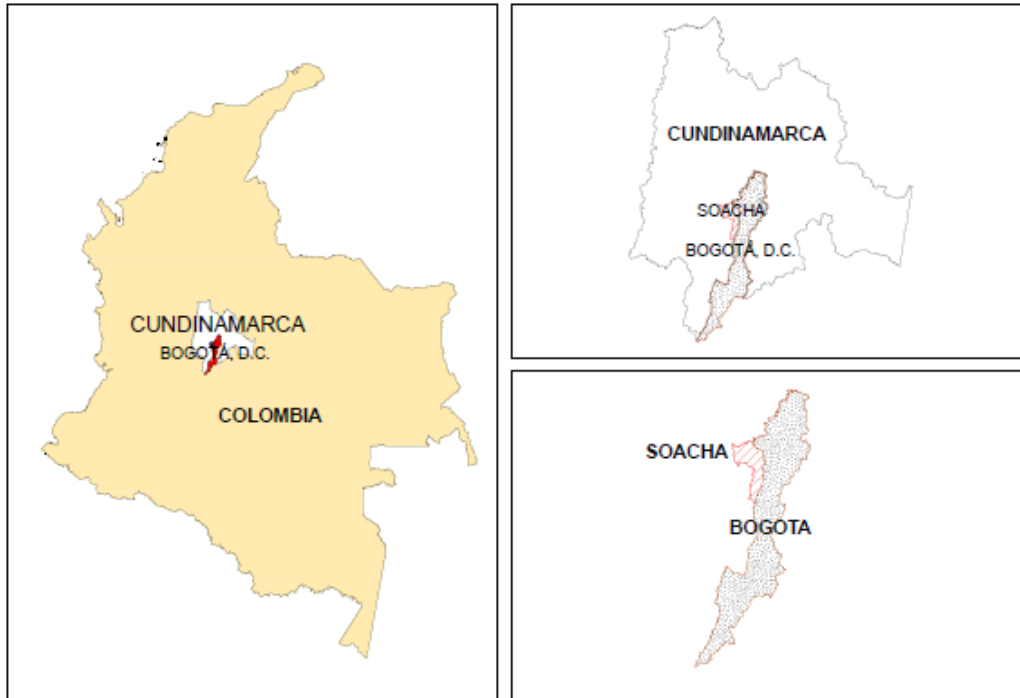 CUNDINAMARCA
BOGOTÁ, D.C.
COLOMBIA
CUNDINAMARCA
SOACHA
BOGOTÁ, D.C.
SOACHA
BOGOTA